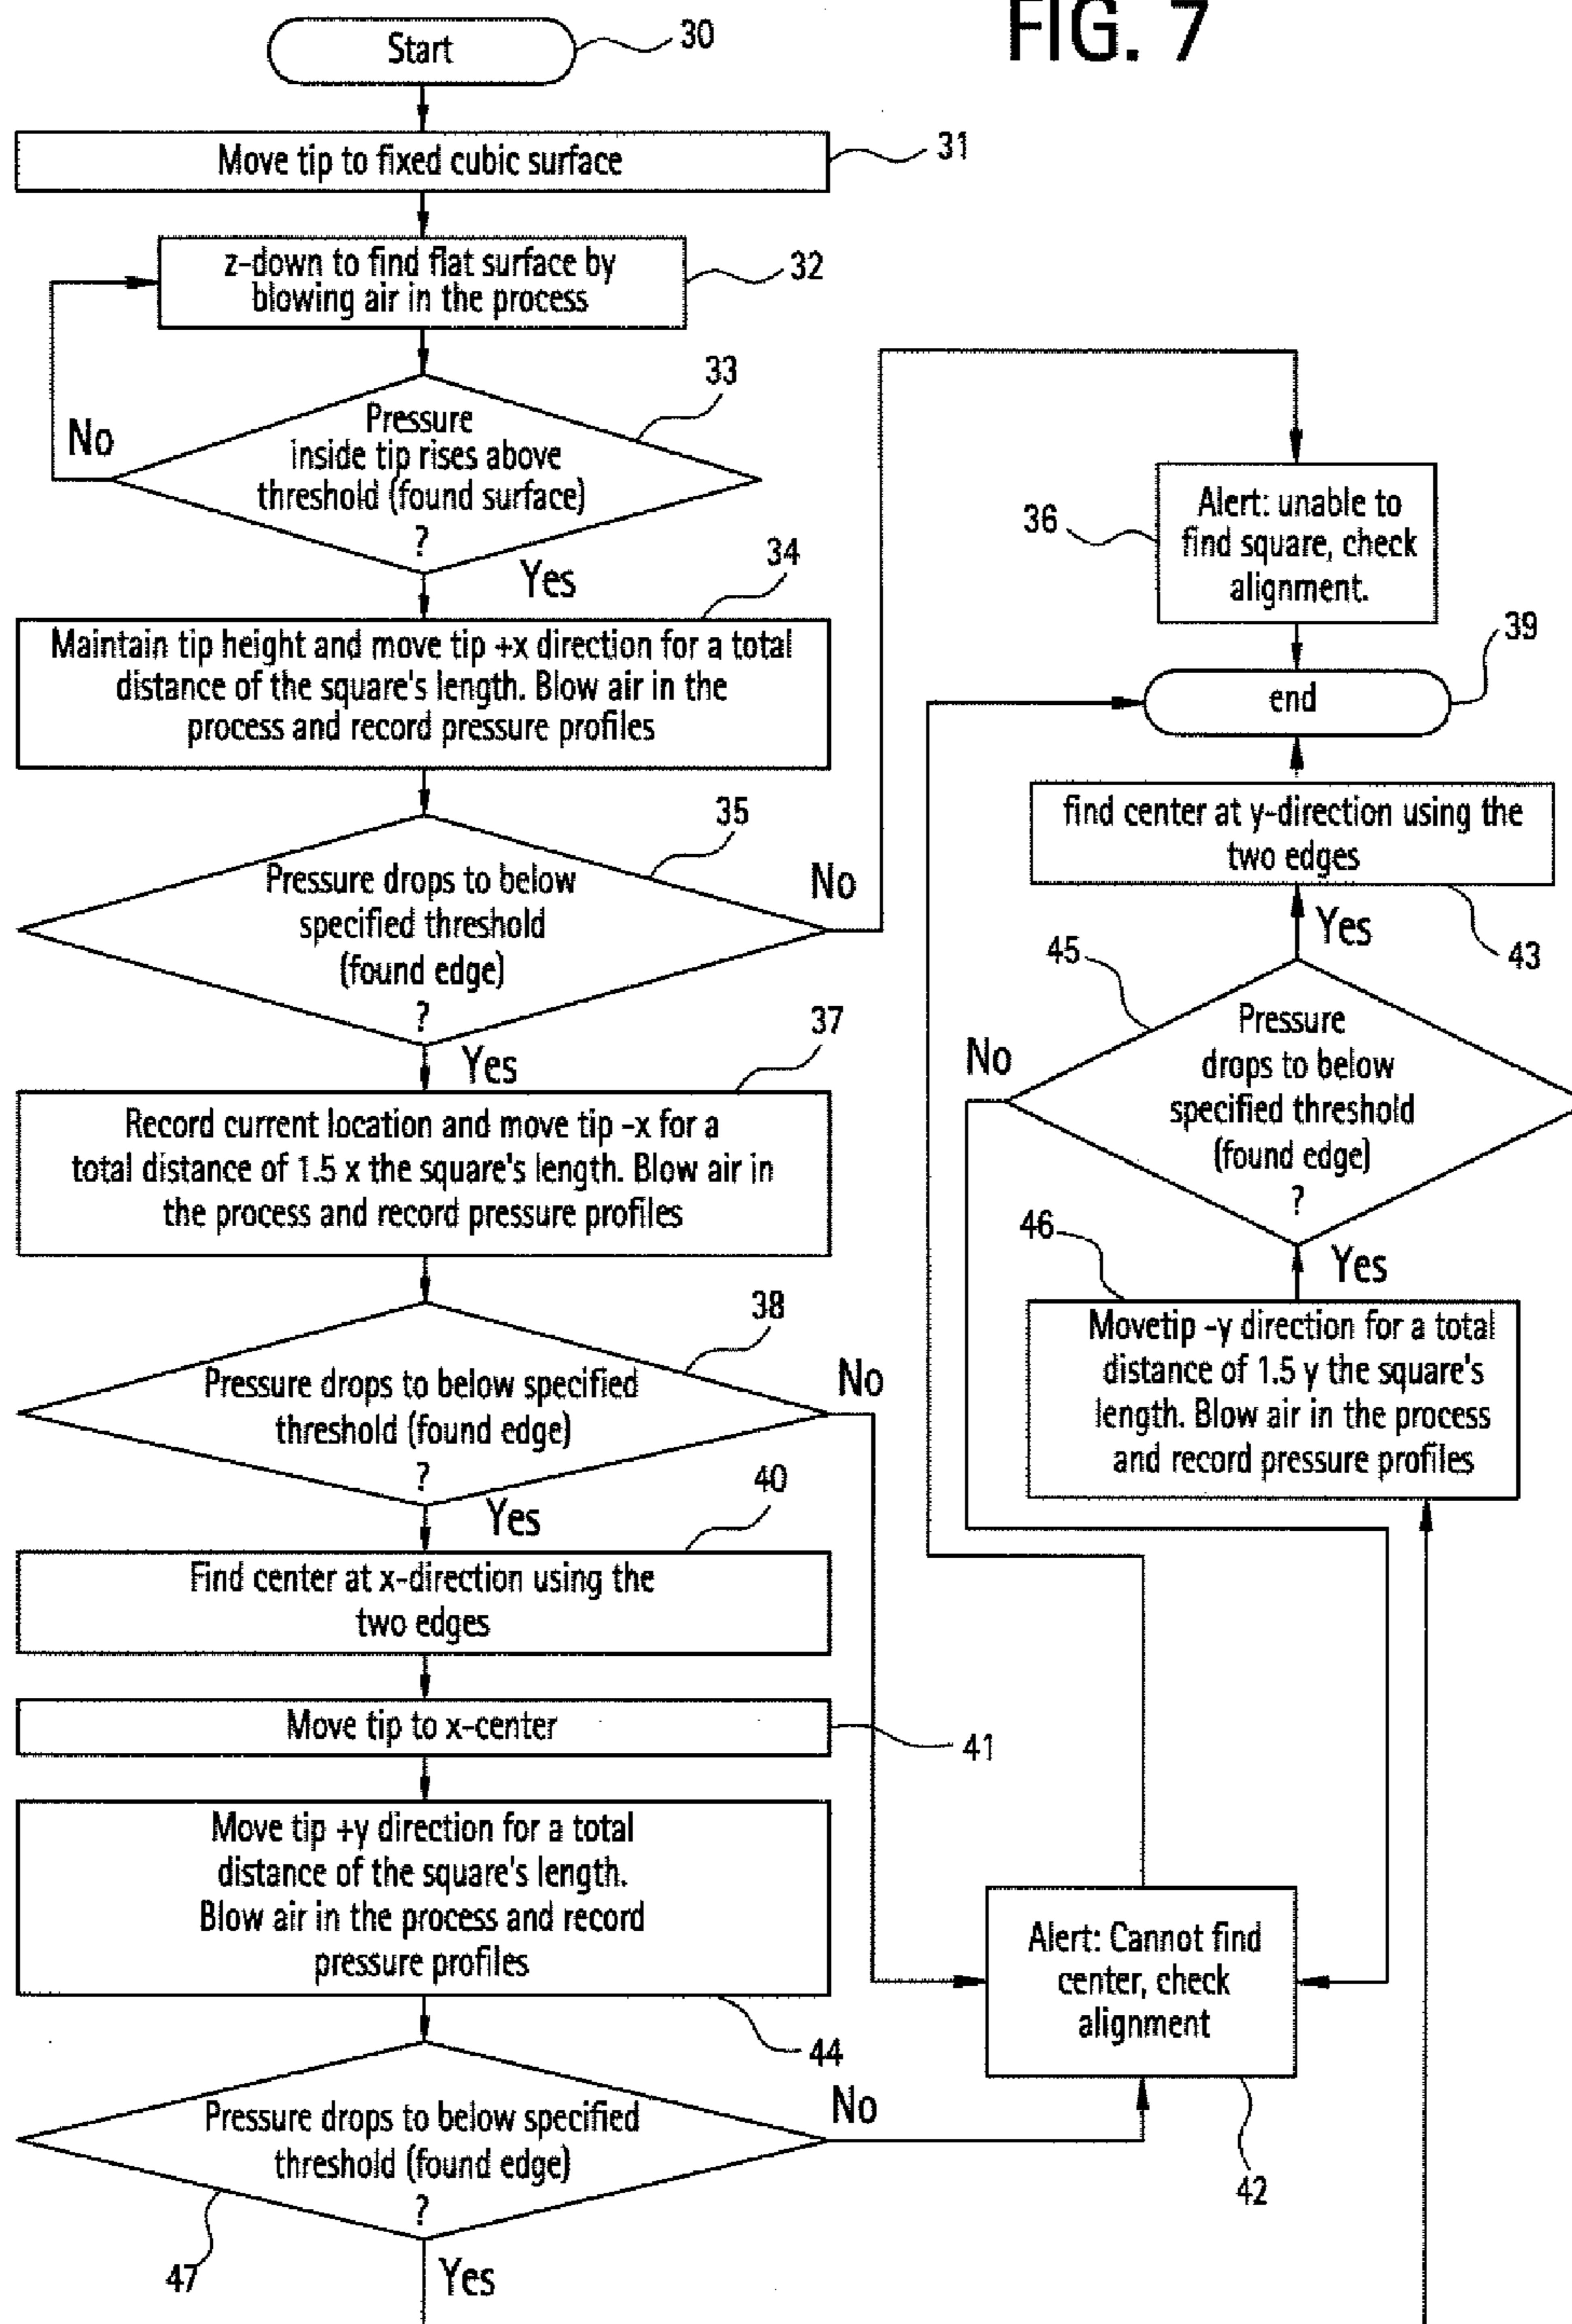 FIG. 7
Start
30
Move tip to fixed cubic surface
31
z-down to find flat surface by
blowing air in the process
32
Pressure
inside tip rises above
threshold (found surface)
?
33
No
Yes
34
Maintain tip height and move tip +x direction for a total
distance of the square's length. Blow air in the
process and record pressure profiles
35
Pressure drops to below
specified threshold
(found edge)
?
No
Yes
37
Record current location and move tip -x for a
total distance of 1.5 x the square's length. Blow air in
the process and record pressure profiles
38
Pressure drops to below specified
threshold (found edge)
?
No
Yes
40
Find center at x-direction using the
two edges
Move tip to x-center
41
Move tip +y direction for a total
distance of the square's length.
Blow air in the process and record
pressure profiles
44
Pressure drops to below specified
threshold (found edge)
?
No
47
Yes
36
Alert: unable to
find square, check
alignment.
39
end
find center at y-direction using the
two edges
43
Yes
45
No
Pressure
drops to below
specified threshold
(found edge)
?
46
Yes
Movetip -y direction for a total
distance of 1.5 y the square's
length. Blow air in the process
and record pressure profiles
Alert: Cannot find
center, check
alignment
42